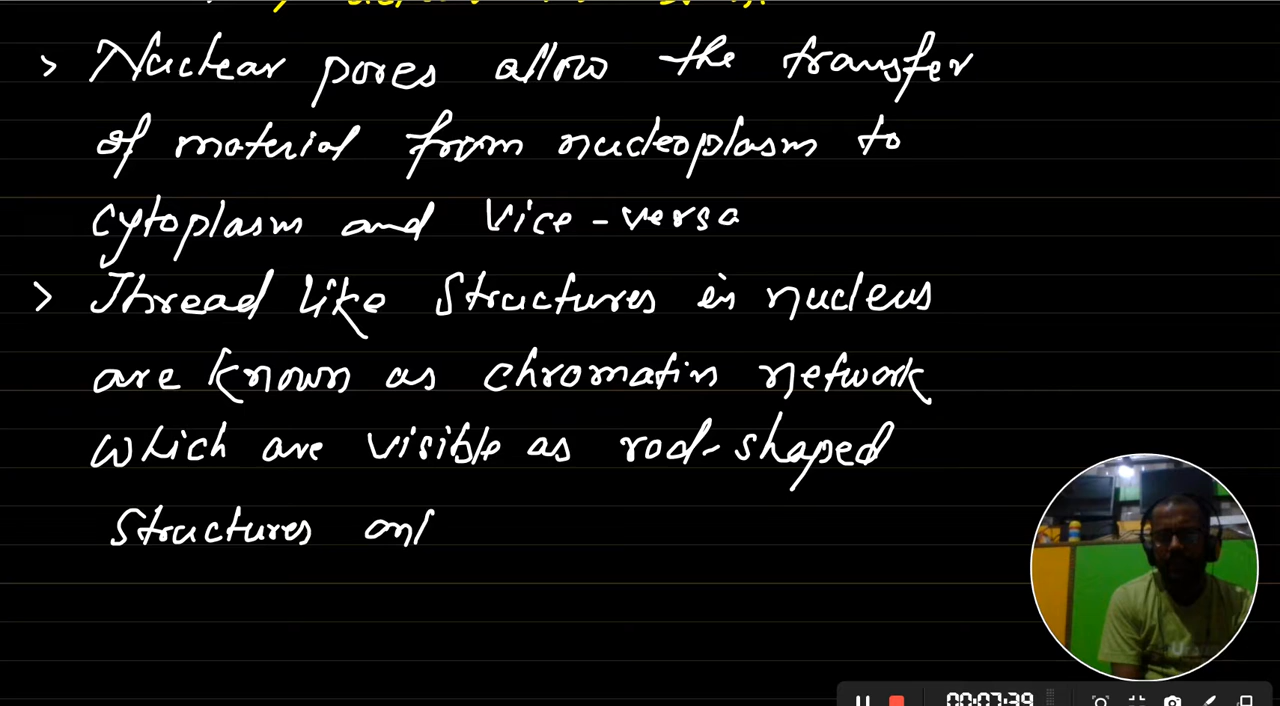 > Nuclear pores allow the transfer
of material from nucleoplasm to
cytoplasm and vice-versa
> Thread like structures in nucleus
are known as chromatin network
which are visible as rod-shaped
structures onl
00:07:39